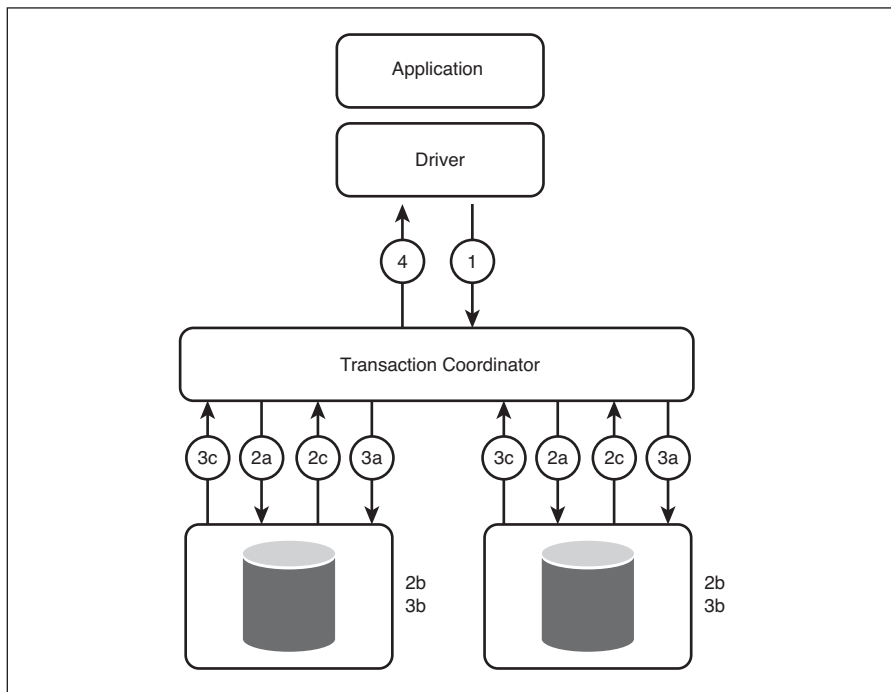 Application
Driver
4 1
Transaction Coordinator
3c 2a 2c 3a 3c 2a 2c 3a
2b 2b
3b 3b